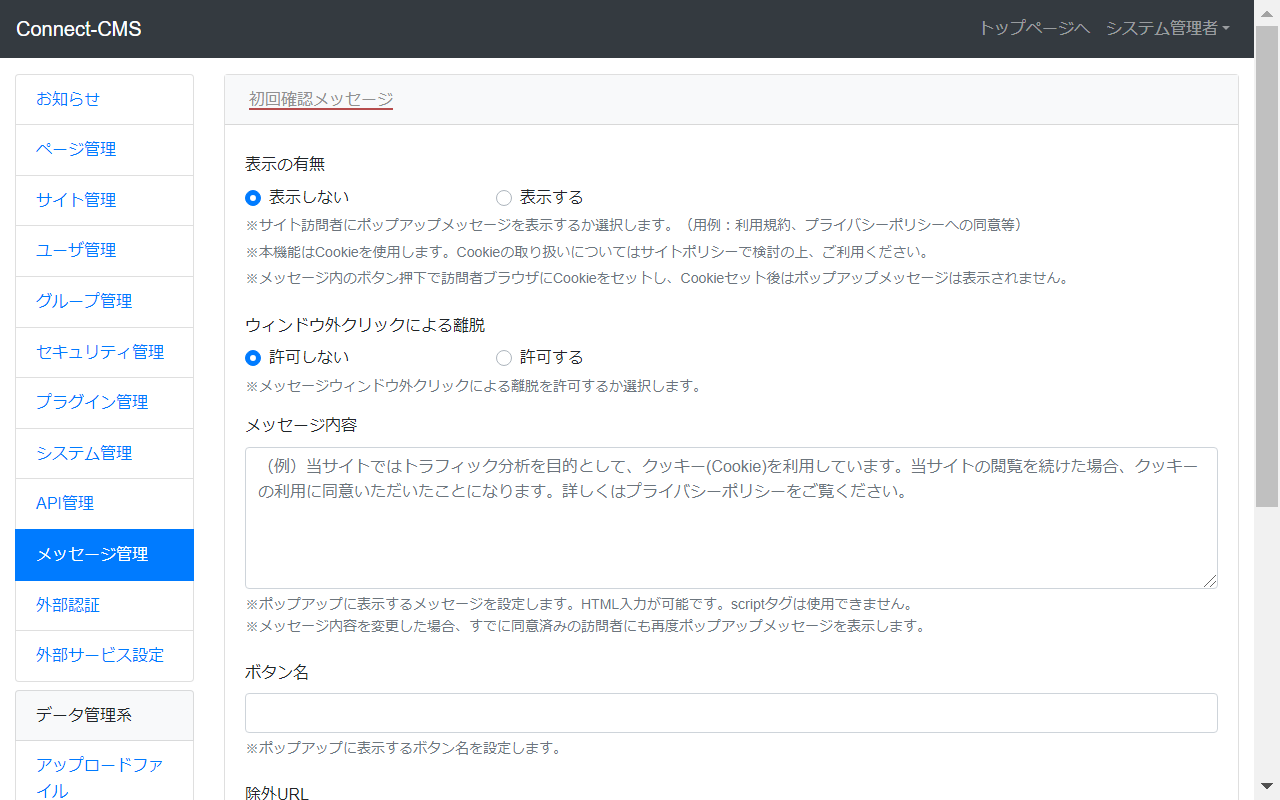 Connect-CMS
トップページへ システム管理者
お知らせ
ページ管理
サイト管理
ユーザ管理
グループ管理
セキュリティ管理
プラグイン管理
システム管理
API管理
メッセージ管理
外部認証
外部サービス設定
データ管理系
アップロードファ
イル
初回確認メッセージ
表示の有無
表示しない 表示する
※サイト訪問者にポップアップメッセージを表示するか選択します。（用例：利用規約、プライバシーポリシーへの同意等）
※本機能はCookieを使用します。Cookieの取り扱いについてはサイトポリシーで検討の上、ご利用ください。
※メッセージ内のボタン押下で訪問者ブラウザにCookieをセットし、Cookieセット後はポップアップメッセージは表示されません。
ウィンドウ外クリックによる離脱
許可しない 許可する
※メッセージウィンドウ外クリックによる離脱を許可するか選択します。
メッセージ内容
（例）当サイトではトラフィック分析を目的として、クッキー(Cookie)を利用しています。当サイトの閲覧を続けた場合、クッキー
の利用に同意いただいたことになります。詳しくはプライバシーポリシーをご覧ください。
※ポップアップに表示するメッセージを設定します。HTML入力が可能です。scriptタグは使用できません。
※メッセージ内容を変更した場合、すでに同意済みの訪問者にも再度ポップアップメッセージを表示します。
ボタン名
※ポップアップに表示するボタン名を設定します。
除外URL